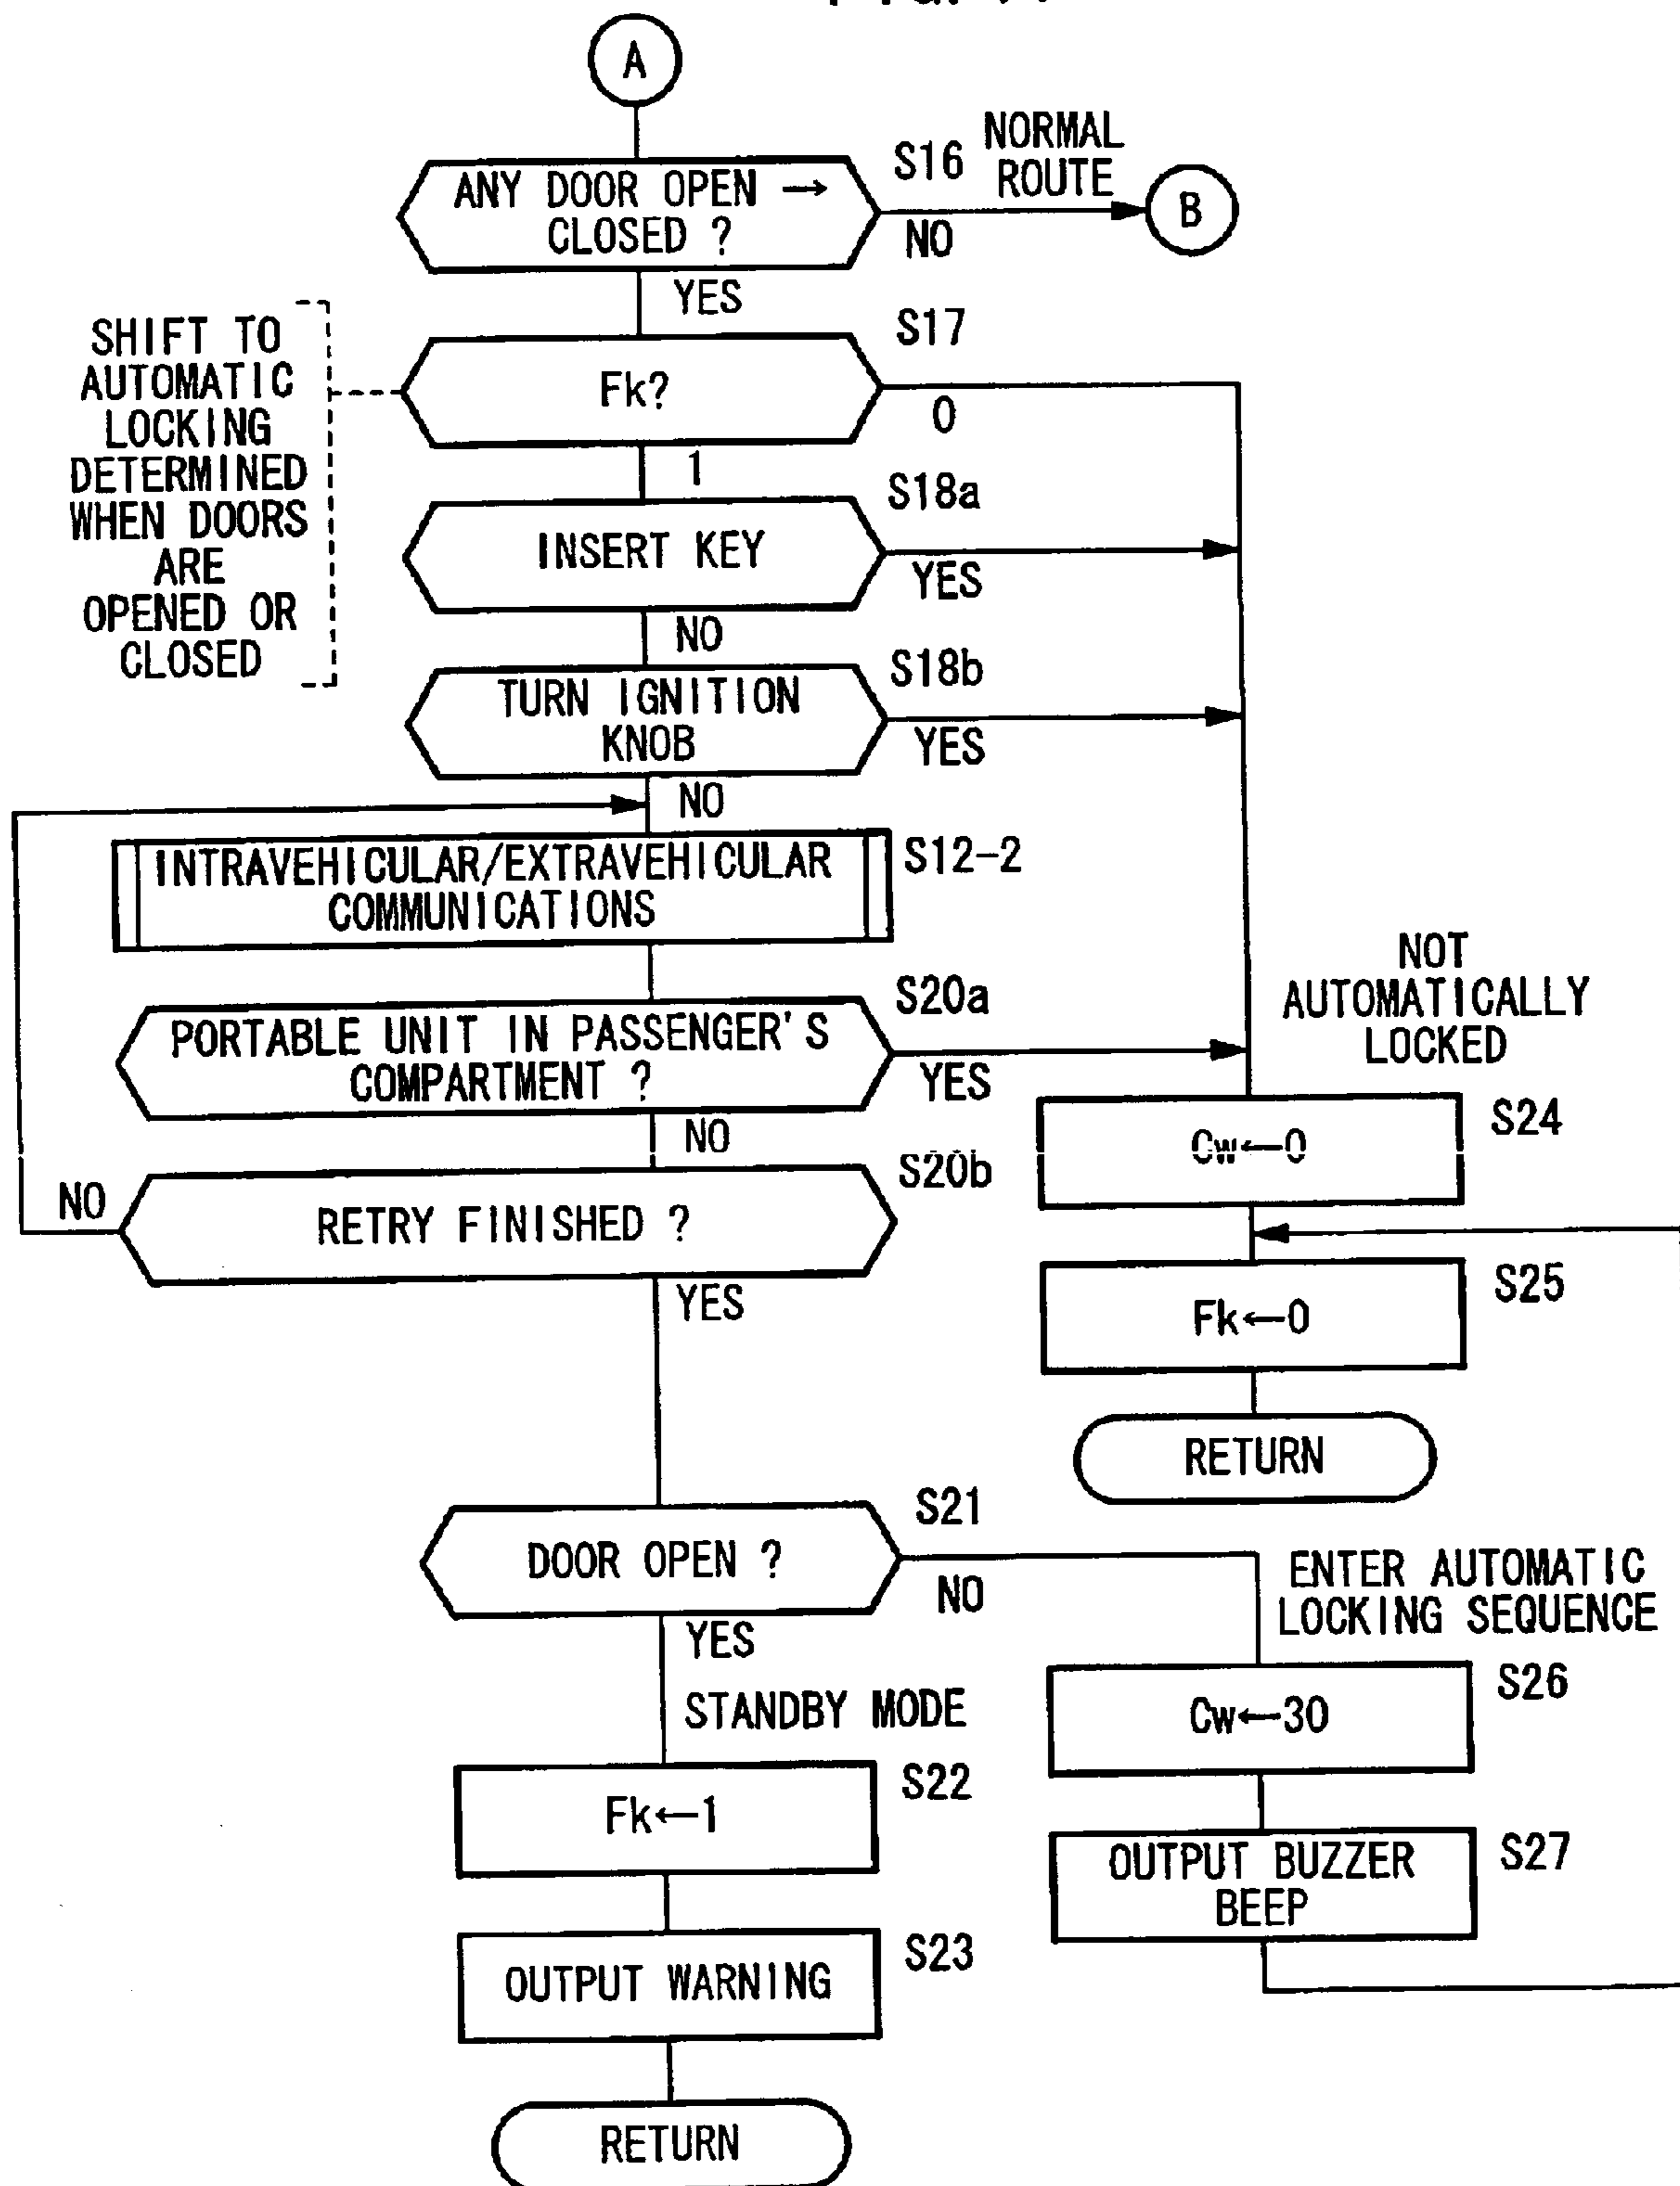 A
ANY DOOR OPEN →
CLOSED ?
S16
NORMAL
ROUTE
NO
B
YES
SHIFT TO
AUTOMATIC
LOCKING
DETERMINED
WHEN DOORS
ARE
OPENED OR
CLOSED
Fk?
S17
0
1
INSERT KEY
S18a
YES
NO
TURN IGNITION
KNOB
S18b
YES
NO
INTRAVEHICULAR/EXTRAVEHICULAR
COMMUNICATIONS
S12-2
PORTABLE UNIT IN PASSENGER'S
COMPARTMENT ?
S20a
YES
NO
RETRY FINISHED ?
S20b
NO
YES
NOT
AUTOMATICALLY
LOCKED
Cw←0
S24
Fk←0
S25
RETURN
DOOR OPEN ?
S21
NO
YES
ENTER AUTOMATIC
LOCKING SEQUENCE
Cw←30
S26
OUTPUT BUZZER
BEEP
S27
STANDBY MODE
Fk←1
S22
OUTPUT WARNING
S23
RETURN